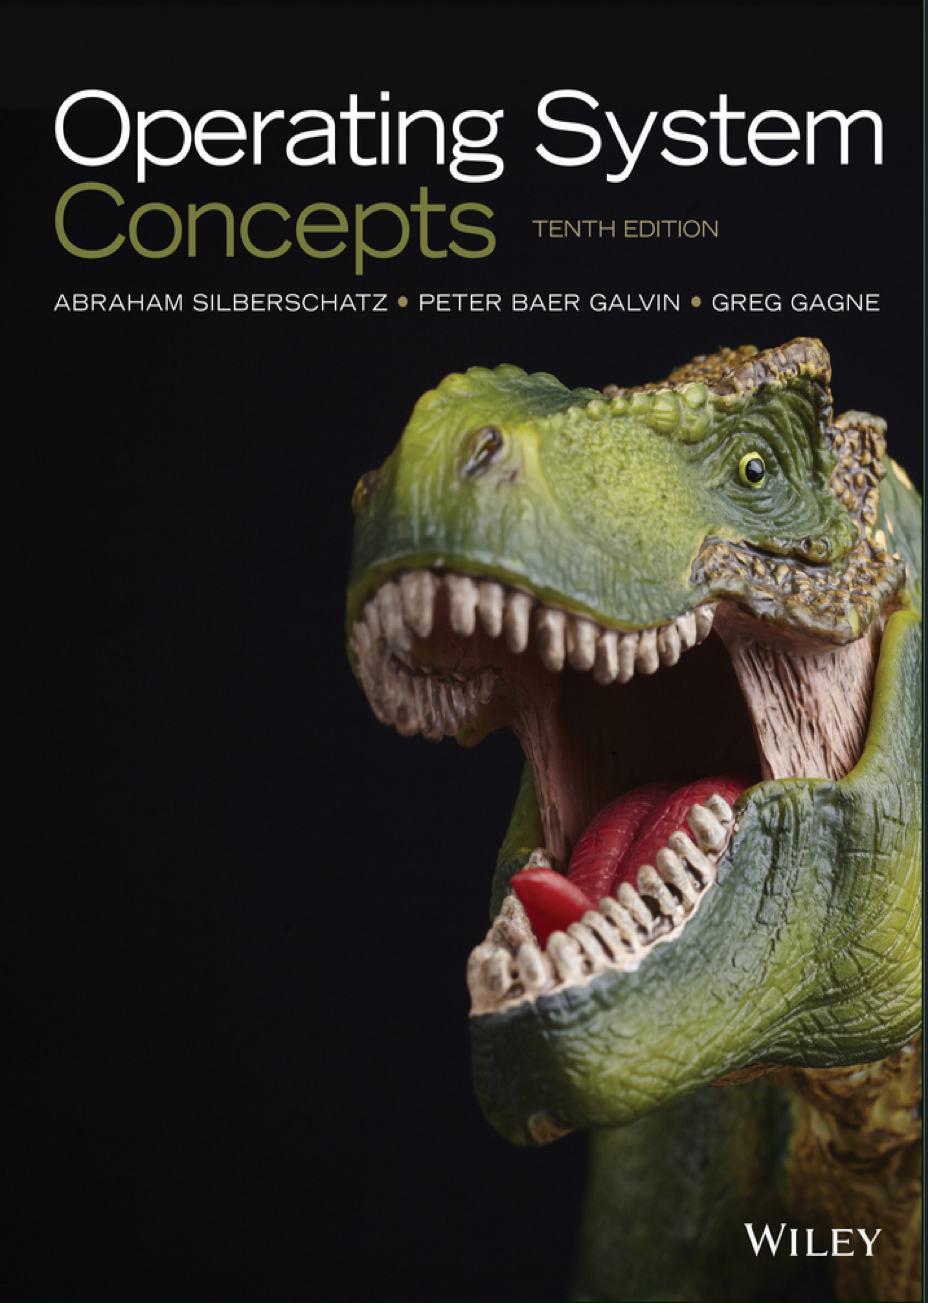 Operating System
Concepts TENTH EDITION
ABRAHAM SILBERSCHATZ • PETER BAER GALVIN • GREG GAGNE
WILEY